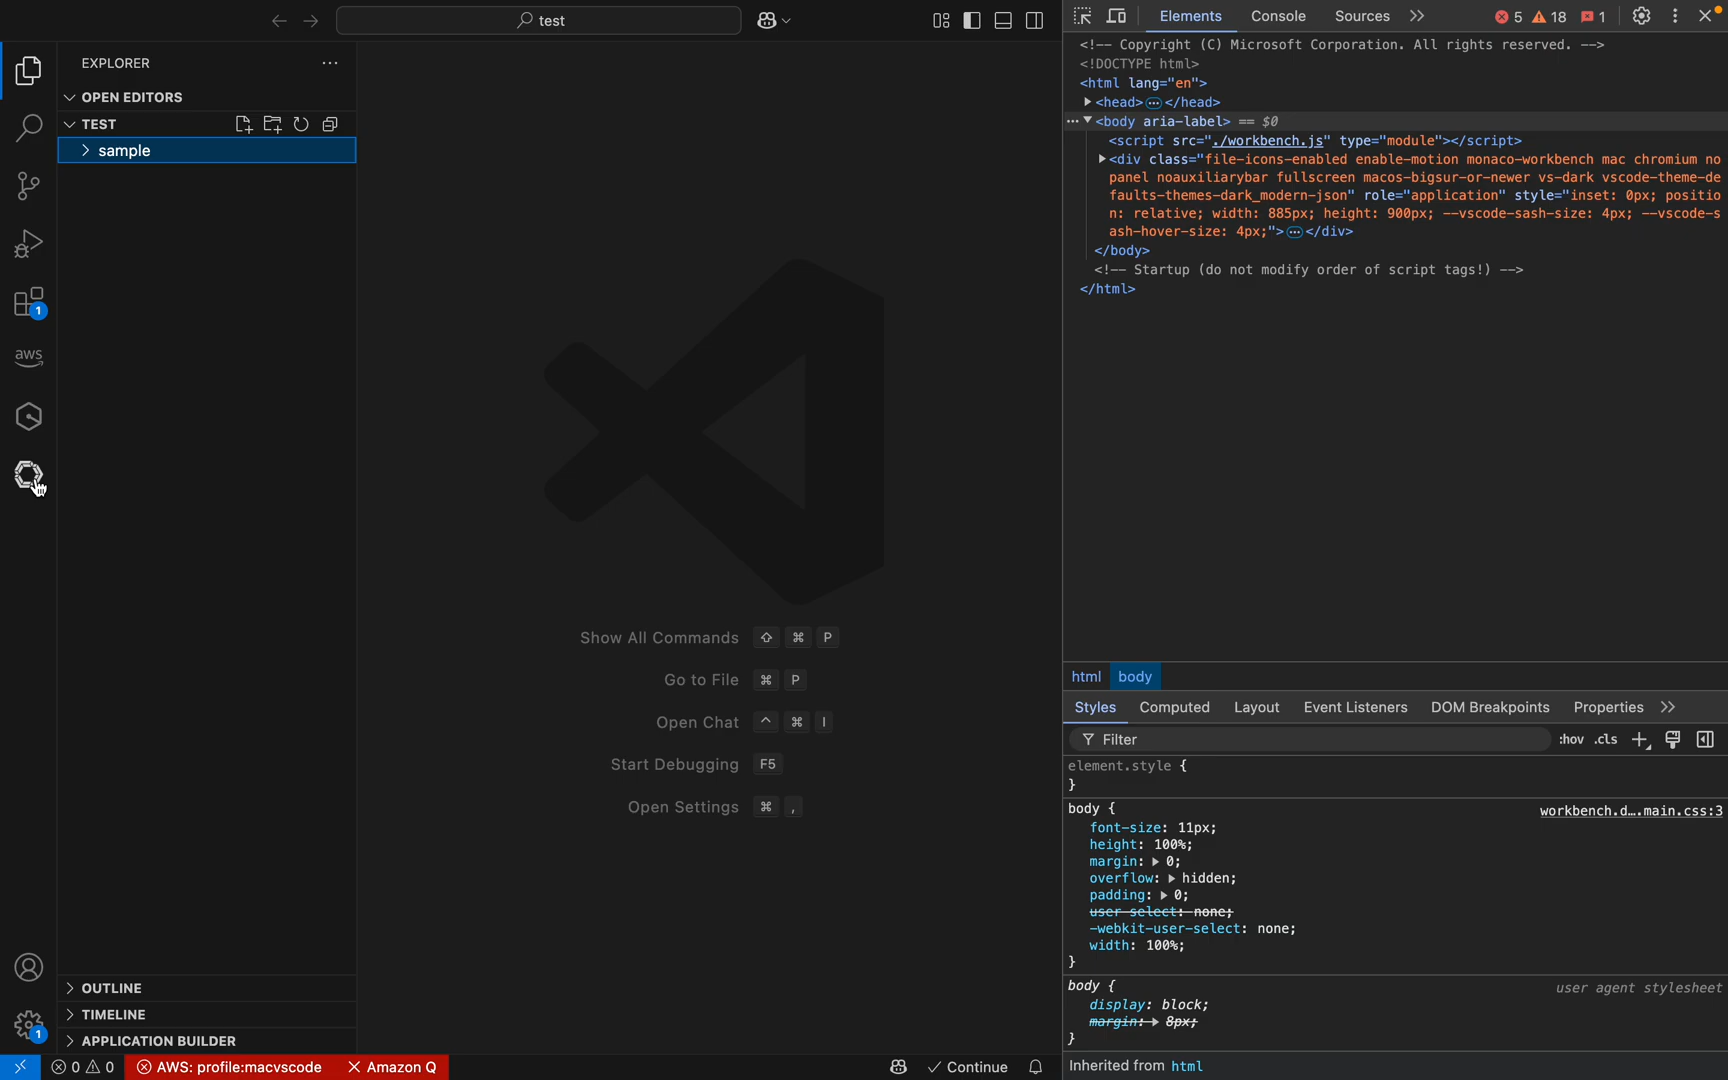 test
EXPLORER
OPEN EDITORS
TEST
sample
1
aws
Show All Commands ⇧ ⌘ P
Go to File ⌘ P
Open Chat ^ ⌘ I
Start Debugging F5
Open Settings ⌘ ,
OUTLINE
TIMELINE
1
APPLICATION BUILDER
0 0 AWS: profile:macvscode Amazon Q Continue
Elements Console Sources 5 18 1
<!-- Copyright (C) Microsoft Corporation. All rights reserved. -->
<!DOCTYPE html>
<html lang="en">
<head> ⋯ </head>
<body aria-label> == $0
<script src="./workbench.js" type="module"></script>
<div class="file-icons-enabled enable-motion monaco-workbench mac chromium no
panel noauxiliarybar fullscreen macos-bigsur-or-newer vs-dark vscode-theme-de
faults-themes-dark_modern-json" role="application" style="inset: 0px; positio
n: relative; width: 885px; height: 900px; --vscode-sash-size: 4px; --vscode-s
ash-hover-size: 4px;"> ⋯ </div>
</body>
<!-- Startup (do not modify order of script tags!) -->
</html>
html body
Styles Computed Layout Event Listeners DOM Breakpoints Properties
Filter :hov .cls
element.style {
}
body { workbench.d….main.css:3
font-size: 11px;
height: 100%;
margin: 0;
overflow: hidden;
padding: 0;
user-select: none;
-webkit-user-select: none;
width: 100%;
}
body { user agent stylesheet
display: block;
margin: 8px;
}
Inherited from html